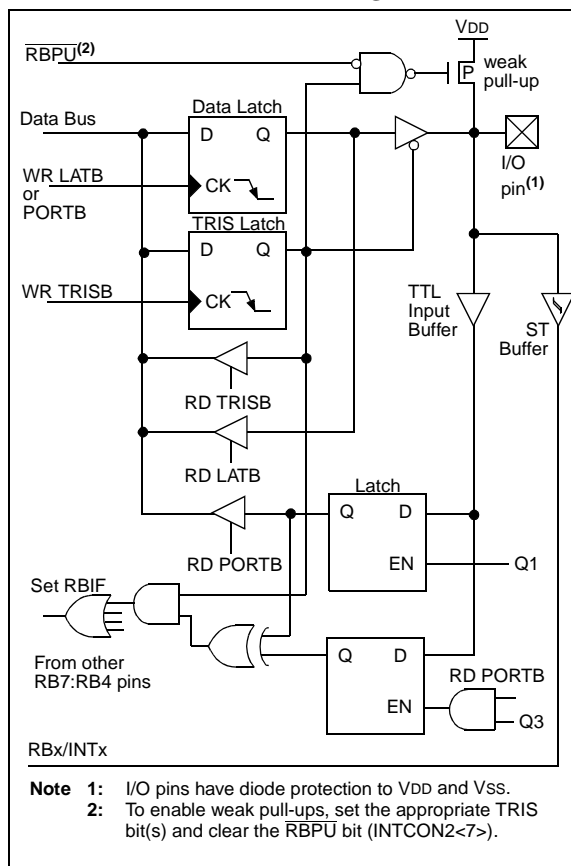 VDD
RBPU(2)
P
weak
pull-up
Data Latch
Data Bus
D Q
I/O
pin(1)
WR LATB
or
PORTB
CK
TRIS Latch
D Q
WR TRISB
CK
TTL
Input
Buffer
ST
Buffer
RD TRISB
RD LATB
Latch
Q D
RD PORTB
EN
Q1
Set RBIF
From other
RB7:RB4 pins
Q D
RD PORTB
EN
Q3
RBx/INTx
Note 1: I/O pins have diode protection to VDD and VSS.
2: To enable weak pull-ups, set the appropriate TRIS
bit(s) and clear the RBPU bit (INTCON2<7>).